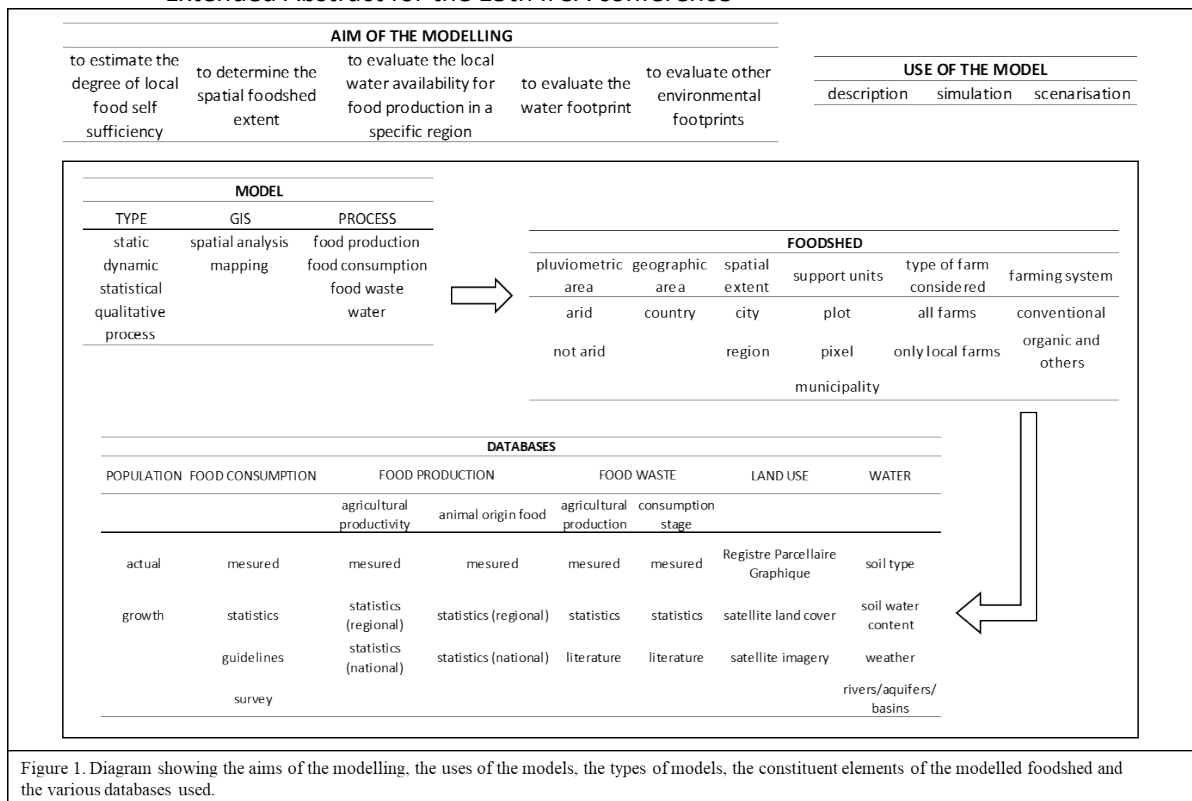 AIM OF THE MODELLING
to estimate the degree of local food self sufficiency
to determine the spatial foodshed extent
to evaluate the local water availability for food production in a specific region
to evaluate the water footprint
to evaluate other environmental footprints
USE OF THE MODEL
description simulation scenarisation
MODEL
TYPE GIS PROCESS
static spatial analysis food production
dynamic mapping food consumption
statistical food waste
qualitative water
process
FOODSHED
pluviometric area geographic area spatial extent support units type of farm considered farming system
arid country city plot all farms conventional
not arid region pixel only local farms organic and others
municipality
DATABASES
POPULATION FOOD CONSUMPTION FOOD PRODUCTION FOOD WASTE LAND USE WATER
agricultural productivity animal origin food agricultural production consumption stage
actual mesured mesured mesured mesured mesured Registre Parcellaire Graphique soil type
growth statistics statistics (regional) statistics (regional) statistics statistics satellite land cover soil water content
guidelines statistics (national) statistics (national) literature literature satellite imagery weather
survey rivers/aquifers/ basins
Figure 1. Diagram showing the aims of the modelling, the uses of the models, the types of models, the constituent elements of the modelled foodshed and
the various databases used.